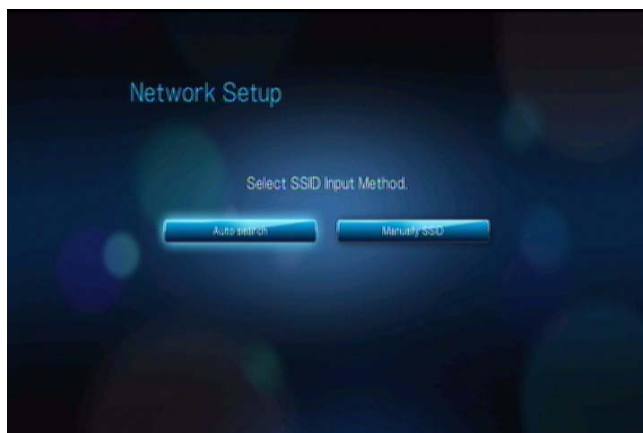 Network Setup
Select SSID Input Method.
Auto search
Manually SSID